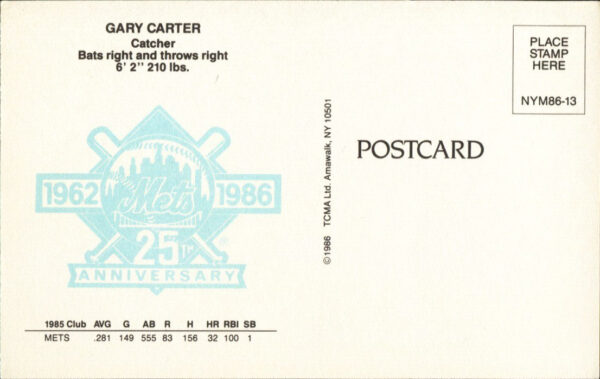 GARY CARTER
Catcher
Bats right and throws right
6' 2'' 210 lbs.
PLACE
STAMP
HERE
NYM86-13
1962 Mets 1986
25TH
ANNIVERSARY
©1986 TCMA Ltd. Amawalk, NY 10501
POSTCARD
1985 Club AVG G AB R H HR RBI SB
METS .281 149 555 83 156 32 100 1